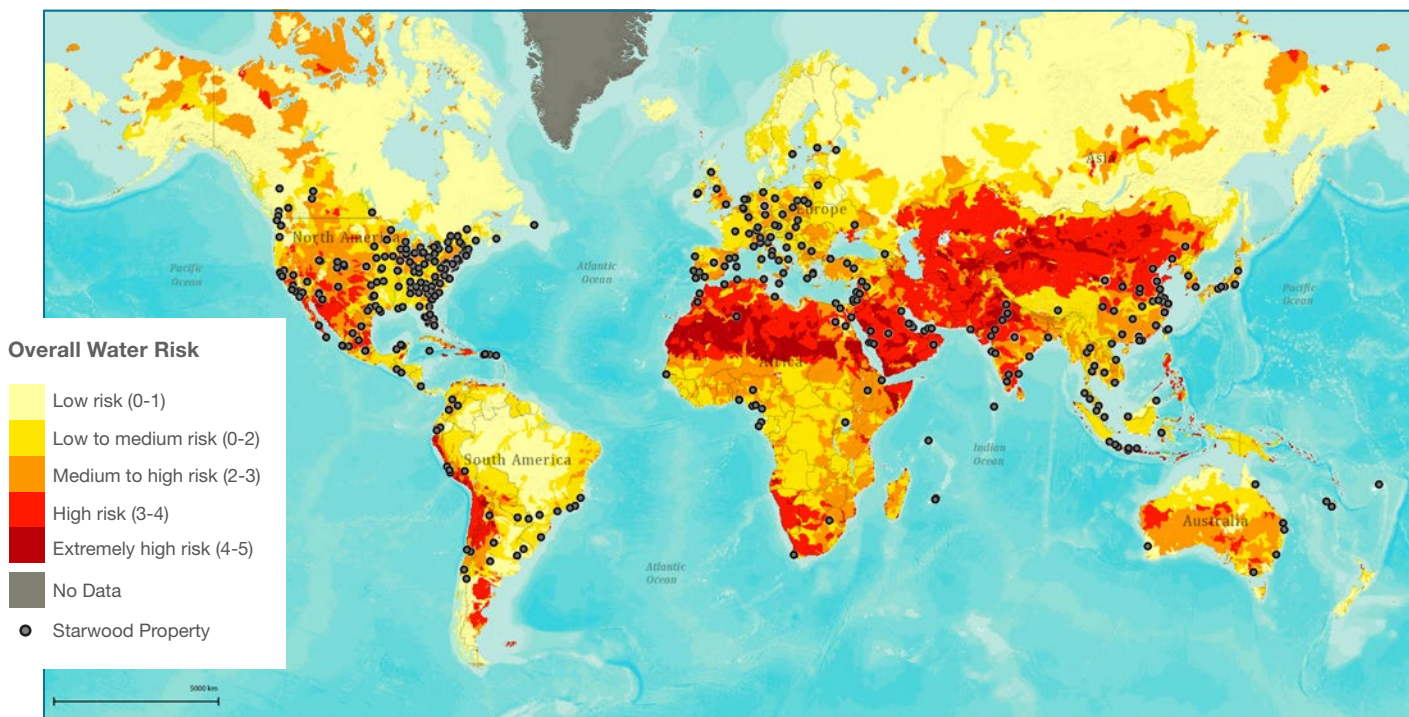 Asia
Europe
North America
Pacific
Ocean
Atlantic
Ocean
Pacific
Ocean
Africa
Indian
Ocean
South America
Australia
Atlantic
Ocean
Overall Water Risk
Low risk (0-1)
Low to medium risk (0-2)
Medium to high risk (2-3)
High risk (3-4)
Extremely high risk (4-5)
No Data
Starwood Property
5000 km